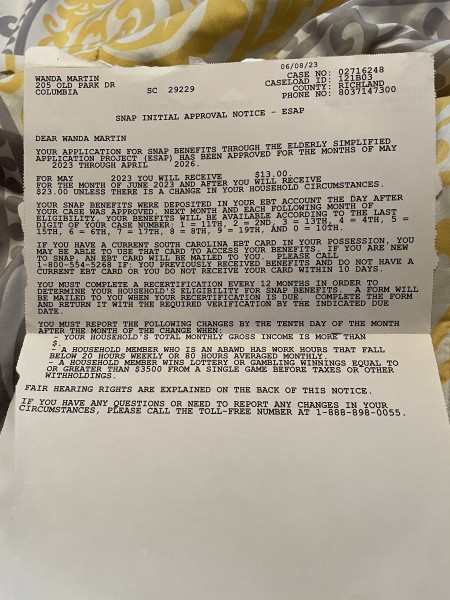 06/08/23
WANDA MARTIN CASE NO: 02716248
205 OLD PARK DR CASELOAD ID: 121B03
COLUMBIA SC 29229 COUNTY: RICHLAND
PHONE NO: 8037147300
SNAP INITIAL APPROVAL NOTICE - ESAP
DEAR WANDA MARTIN
YOUR APPLICATION FOR SNAP BENEFITS THROUGH THE ELDERLY SIMPLIFIED
APPLICATION PROJECT (ESAP) HAS BEEN APPROVED FOR THE MONTHS OF MAY
2023 THROUGH APRIL 2026.
FOR MAY 2023 YOU WILL RECEIVE $13.00.
FOR THE MONTH OF JUNE 2023 AND AFTER YOU WILL RECEIVE
$23.00 UNLESS THERE IS A CHANGE IN YOUR HOUSEHOLD CIRCUMSTANCES.
YOUR SNAP BENEFITS WERE DEPOSITED IN YOUR EBT ACCOUNT THE DAY AFTER
YOUR CASE WAS APPROVED. NEXT MONTH AND EACH FOLLOWING MONTH OF
ELIGIBILITY, YOUR BENEFITS WILL BE AVAILABLE ACCORDING TO THE LAST
DIGIT OF YOUR CASE NUMBER: 1 = 11TH, 2 = 2ND, 3 = 13TH, 4 = 4TH, 5 =
15TH, 6 = 6TH, 7 = 17TH, 8 = 8TH, 9 = 19TH, AND 0 = 10TH.
IF YOU HAVE A CURRENT SOUTH CAROLINA EBT CARD IN YOUR POSSESSION, YOU
MAY BE ABLE TO USE THAT CARD TO ACCESS YOUR BENEFITS. IF YOU ARE NEW
TO SNAP, AN EBT CARD WILL BE MAILED TO YOU. PLEASE CALL
1-800-554-5268 IF: YOU PREVIOUSLY RECEIVED BENEFITS AND DO NOT HAVE A
CURRENT EBT CARD OR YOU DO NOT RECEIVE YOUR CARD WITHIN 10 DAYS.
YOU MUST COMPLETE A RECERTIFICATION EVERY 12 MONTHS IN ORDER TO
DETERMINE YOUR HOUSEHOLD'S ELIGIBILITY FOR SNAP BENEFITS. A FORM WILL
BE MAILED TO YOU WHEN YOUR RECERTIFICATION IS DUE. COMPLETE THE FORM
AND RETURN IT WITH THE REQUIRED VERIFICATION BY THE INDICATED DUE
DATE.
YOU MUST REPORT THE FOLLOWING CHANGES BY THE TENTH DAY OF THE MONTH
AFTER THE MONTH OF THE CHANGE WHEN:
- YOUR HOUSEHOLD'S TOTAL MONTHLY GROSS INCOME IS MORE THAN
$.
- A HOUSEHOLD MEMBER WHO IS AN ABAWD HAS WORK HOURS THAT FALL
BELOW 20 HOURS WEEKLY OR 80 HOURS AVERAGED MONTHLY.
- A HOUSEHOLD MEMBER WINS LOTTERY OR GAMBLING WINNINGS EQUAL TO
OR GREATER THAN $3500 FROM A SINGLE GAME BEFORE TAXES OR OTHER
WITHHOLDINGS.
FAIR HEARING RIGHTS ARE EXPLAINED ON THE BACK OF THIS NOTICE.
IF YOU HAVE ANY QUESTIONS OR NEED TO REPORT ANY CHANGES IN YOUR
CIRCUMSTANCES, PLEASE CALL THE TOLL-FREE NUMBER AT 1-888-898-0055.